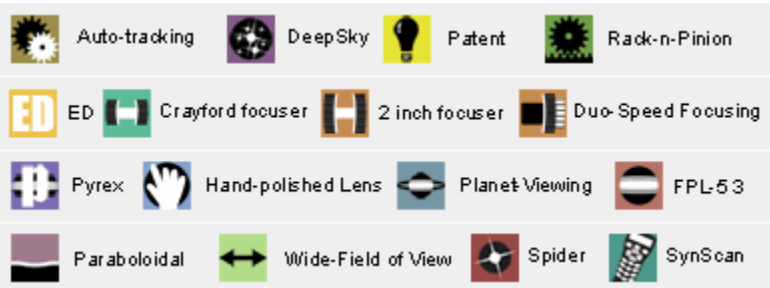 Auto-tracking DeepSky Patent Rack-n-Pinion
ED ED Crayford focuser 2 inch focuser Duo-Speed Focusing
p Pyrex Hand-polished Lens Planet-Viewing FPL-53
Paraboloidal Wide-Field of View Spider SynScan